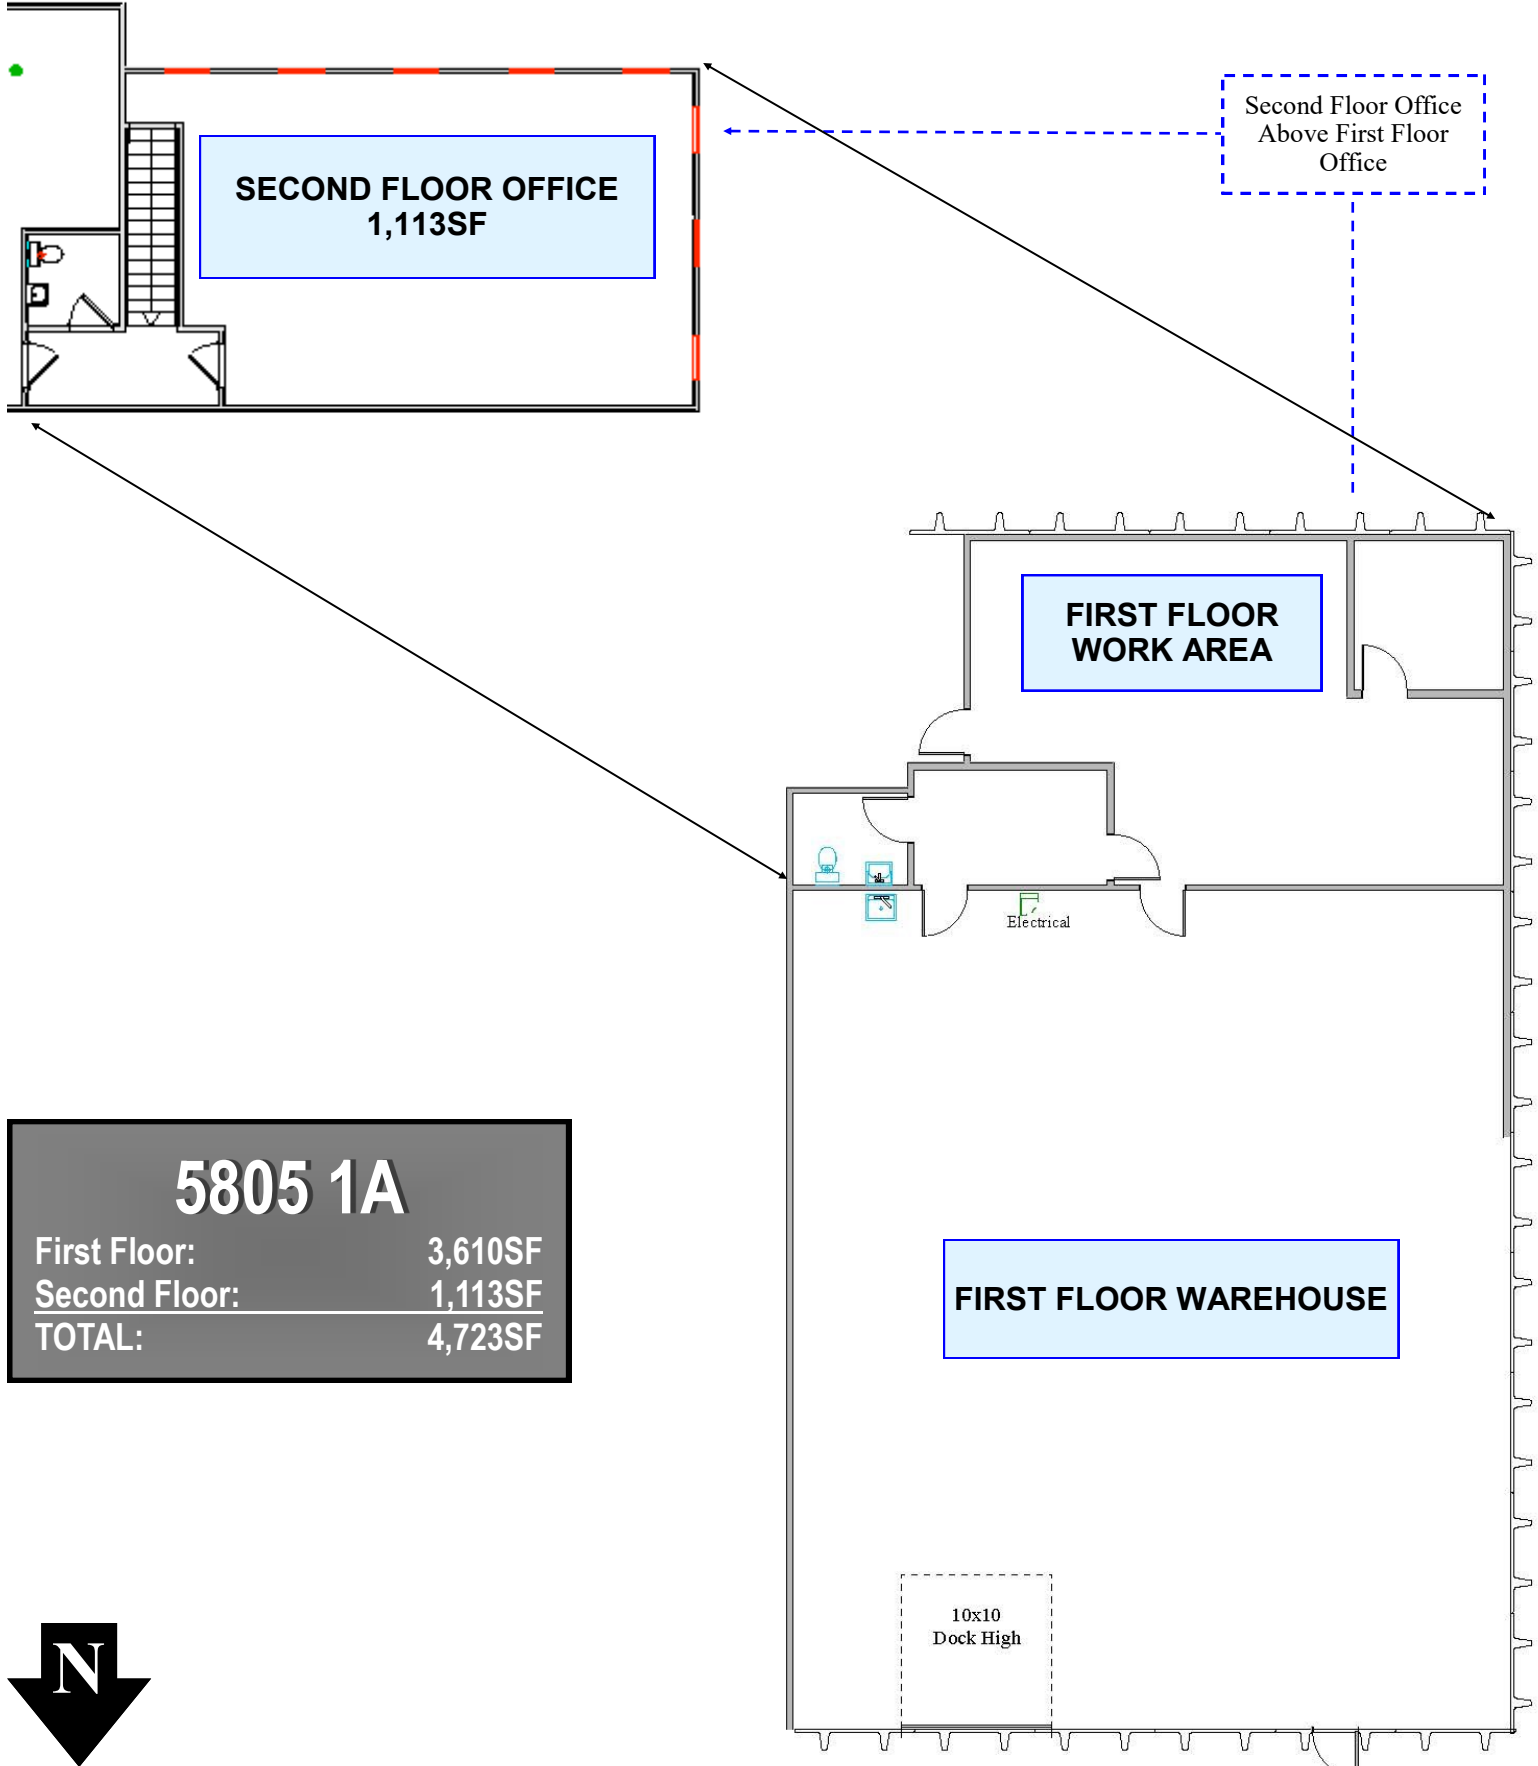 Second Floor Office
Above First Floor
Office
SECOND FLOOR OFFICE
1,113SF
FIRST FLOOR
WORK AREA
Electrical
5805 1A
First Floor: 3,610SF
Second Floor: 1,113SF
TOTAL: 4,723SF
FIRST FLOOR WAREHOUSE
10x10
Dock High
N